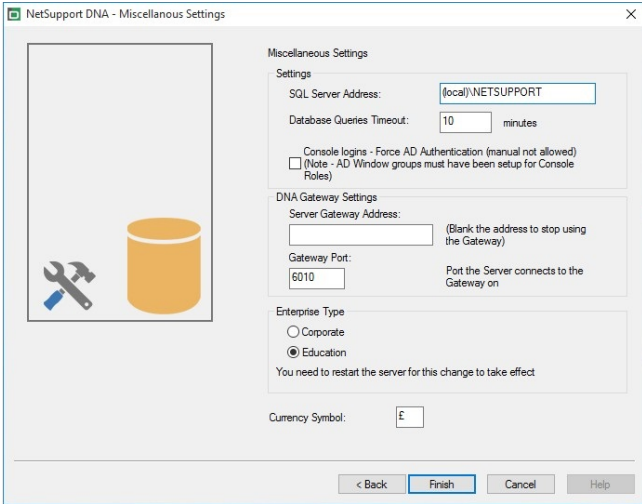 NetSupport DNA - Miscellanous Settings
Miscellaneous Settings
Settings
SQL Server Address:
(local)\NETSUPPORT
Database Queries Timeout:
10
minutes
Console logins - Force AD Authentication (manual not allowed)
(Note - AD Window groups must have been setup for Console
Roles)
DNA Gateway Settings
Server Gateway Address:
(Blank the address to stop using
the Gateway)
Gateway Port:
6010
Port the Server connects to the
Gateway on
Enterprise Type
Corporate
Education
You need to restart the server for this change to take effect
Currency Symbol:
£
< Back
Finish
Cancel
Help